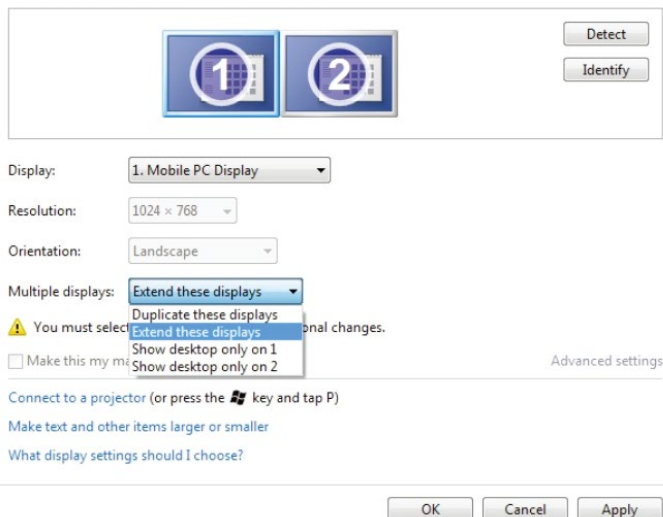 1
2
Detect
Identify
Display: 1. Mobile PC Display
Resolution: 1024 × 768
Orientation: Landscape
Multiple displays: Extend these displays
Duplicate these displays
Extend these displays
Show desktop only on 1
Show desktop only on 2
You must select onal changes.
Make this my ma Advanced settings
Connect to a projector (or press the key and tap P)
Make text and other items larger or smaller
What display settings should I choose?
OK Cancel Apply